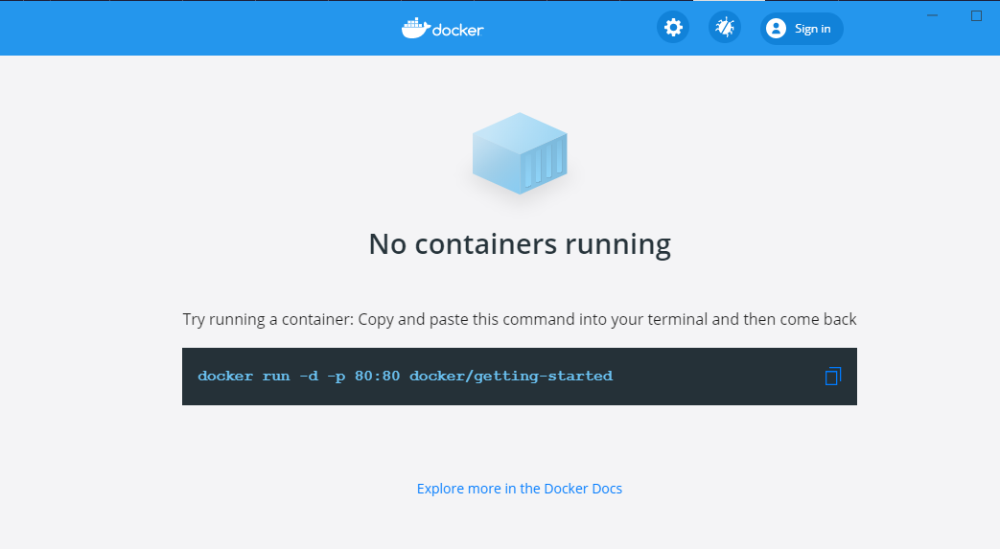 docker
Sign in
No containers running
Try running a container: Copy and paste this command into your terminal and then come back
docker run -d -p 80:80 docker/getting-started
Explore more in the Docker Docs